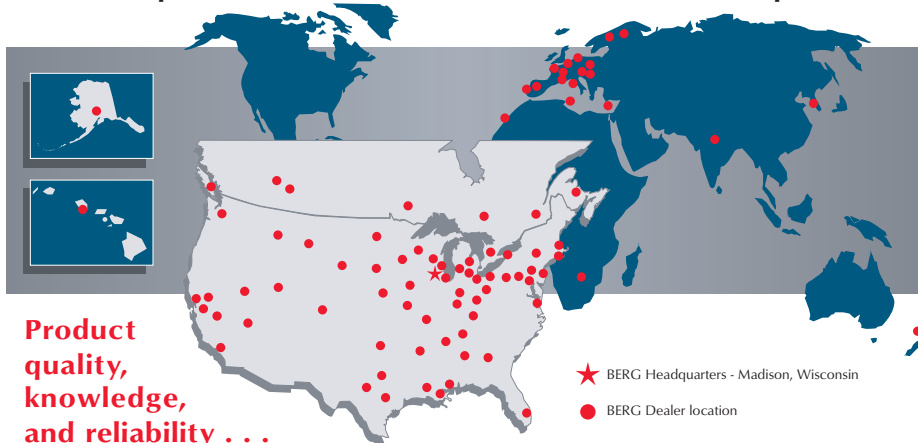 Product
quality,
knowledge,
and reliability . . .
BERG Headquarters - Madison, Wisconsin
BERG Dealer location